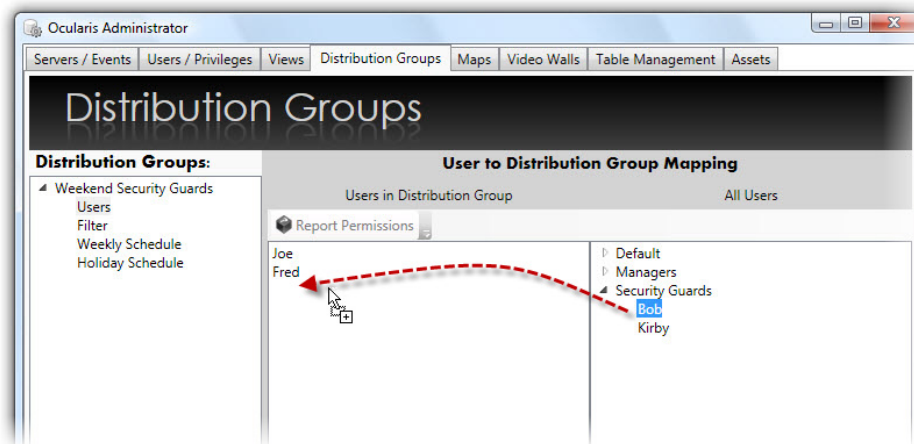 Ocularis Administrator
Servers / Events Users / Privileges Views Distribution Groups Maps Video Walls Table Management Assets
Distribution Groups
Distribution Groups: User to Distribution Group Mapping
Weekend Security Guards Users in Distribution Group All Users
Users
Filter Report Permissions
Weekly Schedule
Holiday Schedule
Joe Default
Fred Managers
Security Guards
Bob
Kirby